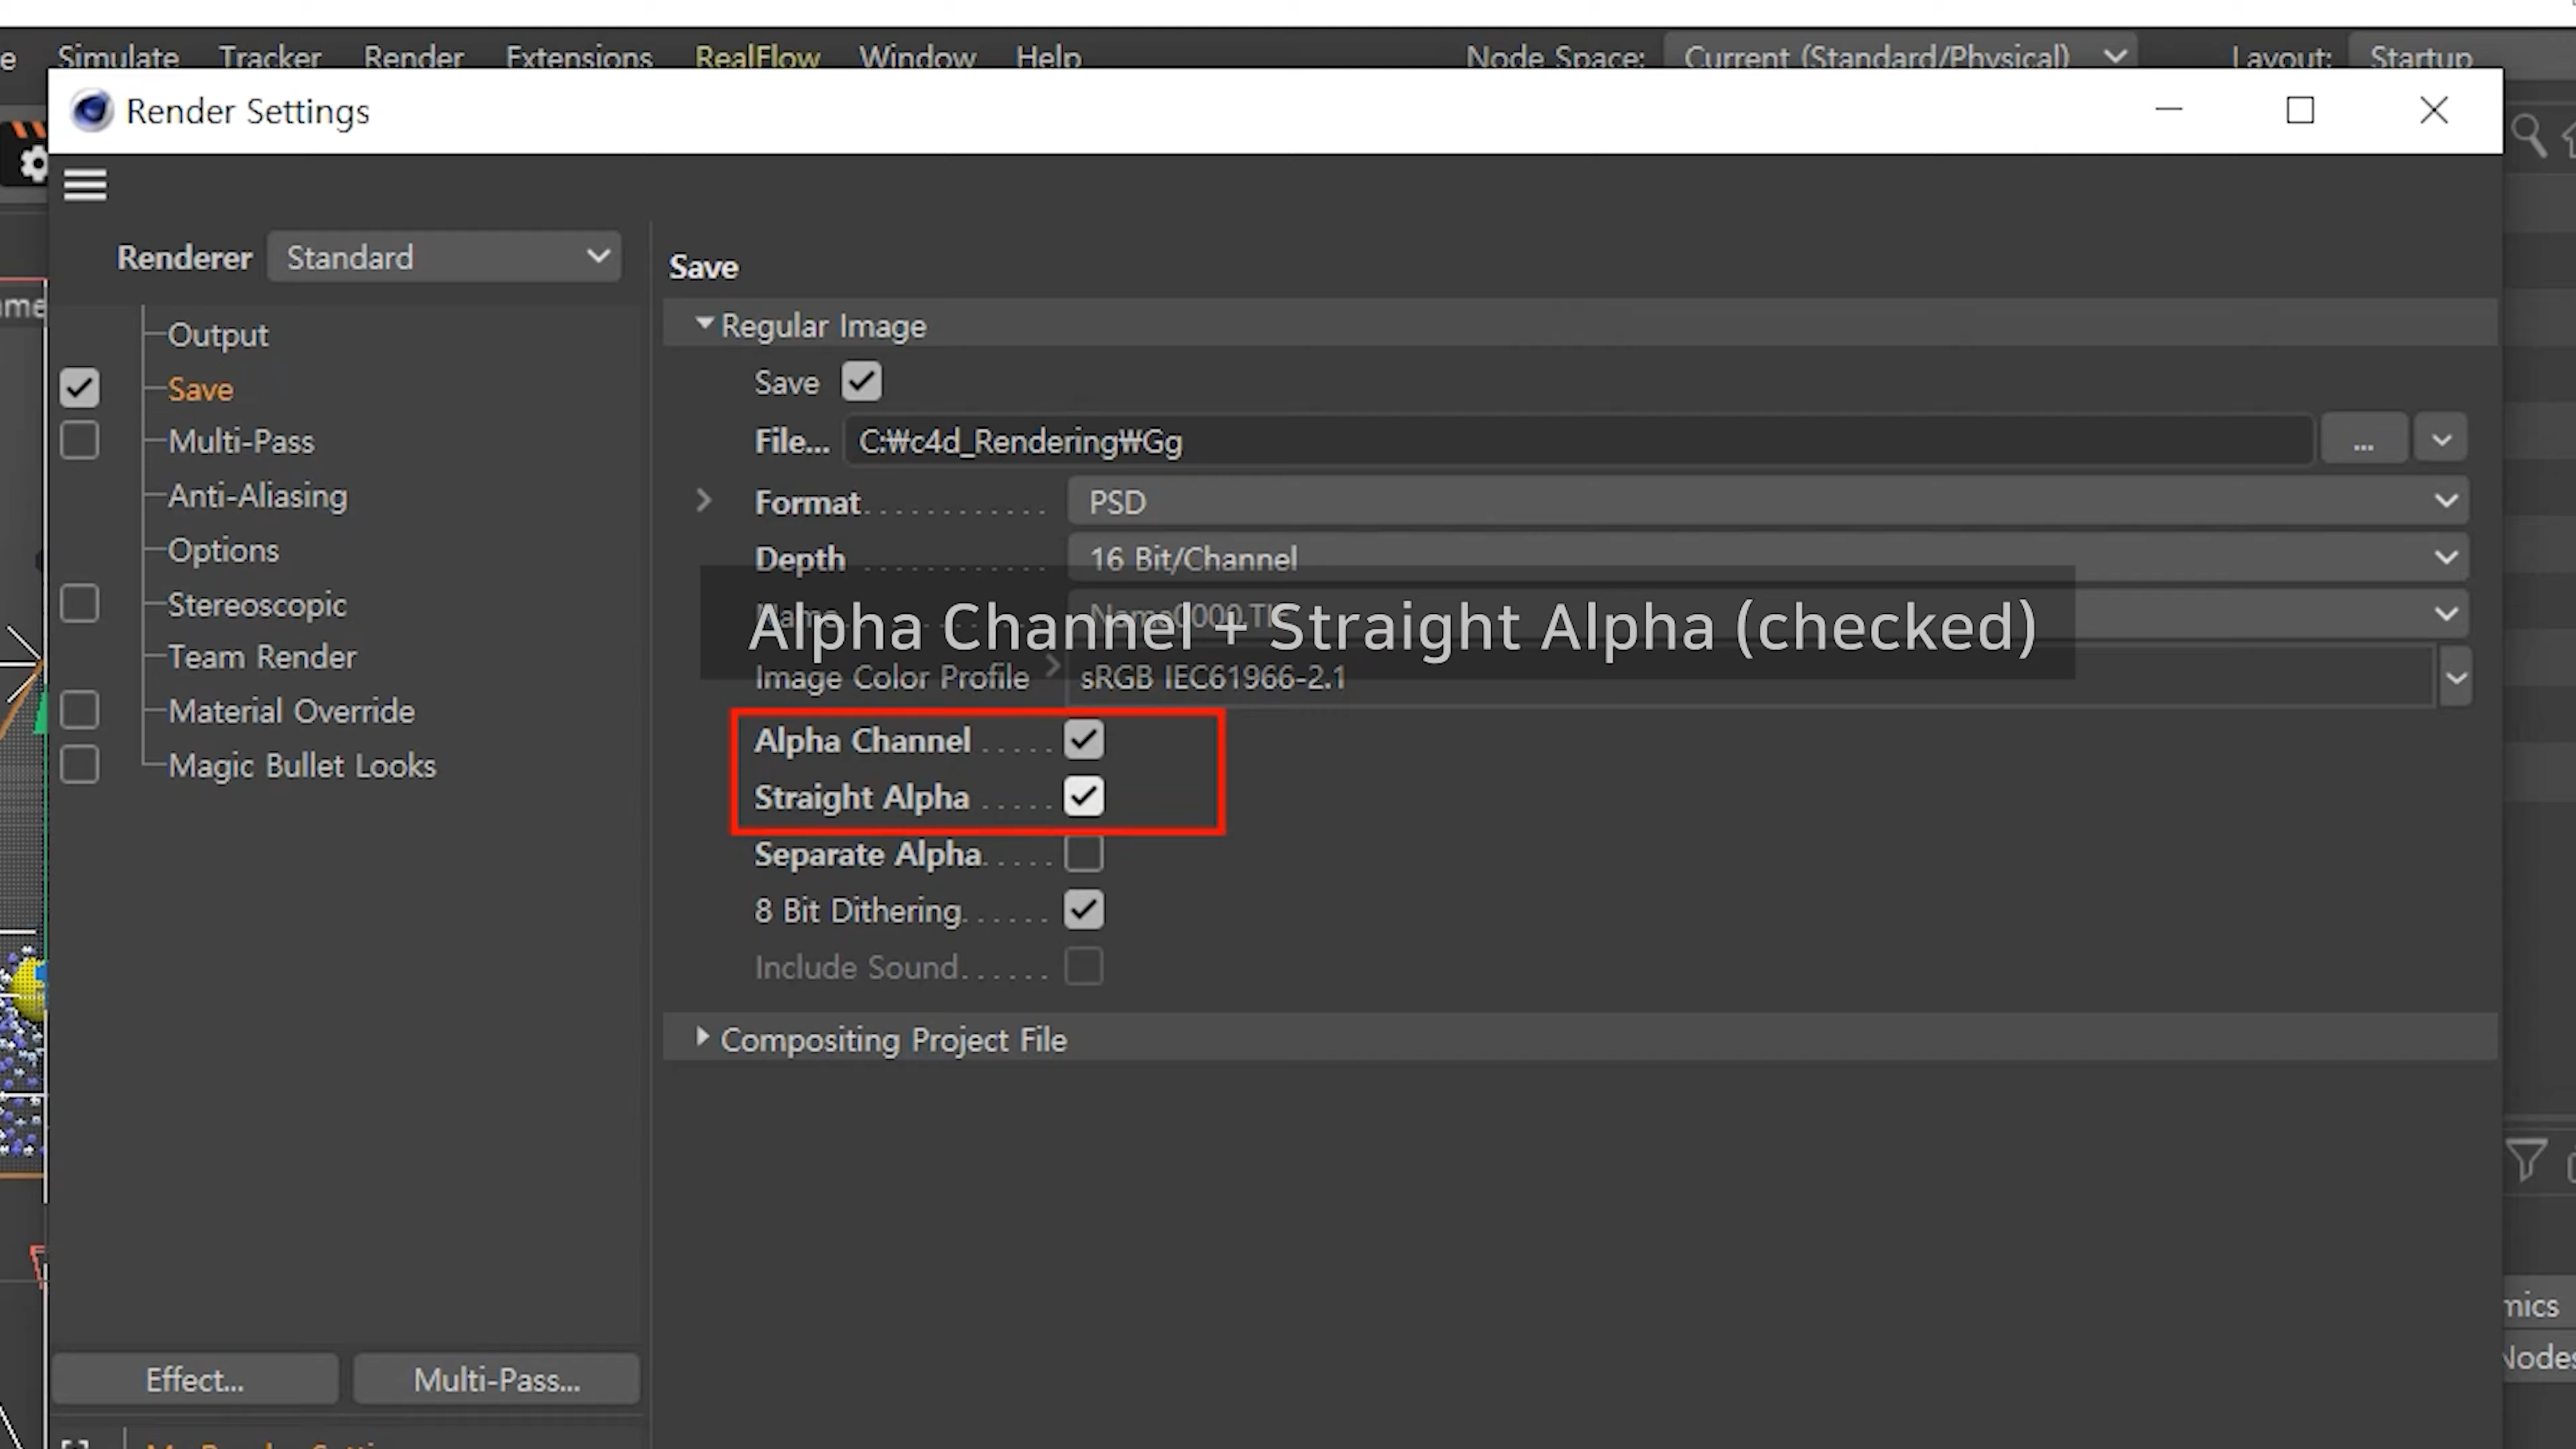 Simulate Tracker Render Extensions RealFlow Window Help Node Space: Current (Standard/Physical) Layout: Startup
Render Settings
Renderer Standard
Output
Save
Multi-Pass
Anti-Aliasing
Options
Stereoscopic
Team Render
Material Override
Magic Bullet Looks
Effect... Multi-Pass...
Save
Regular Image
Save
File... C:₩c4d_Rendering₩Gg ...
Format PSD
Depth 16 Bit/Channel
Alpha Channel + Straight Alpha (checked)
Image Color Profile sRGB IEC61966-2.1
Alpha Channel
Straight Alpha
Separate Alpha
8 Bit Dithering
Include Sound
Compositing Project File
mics
Nodes